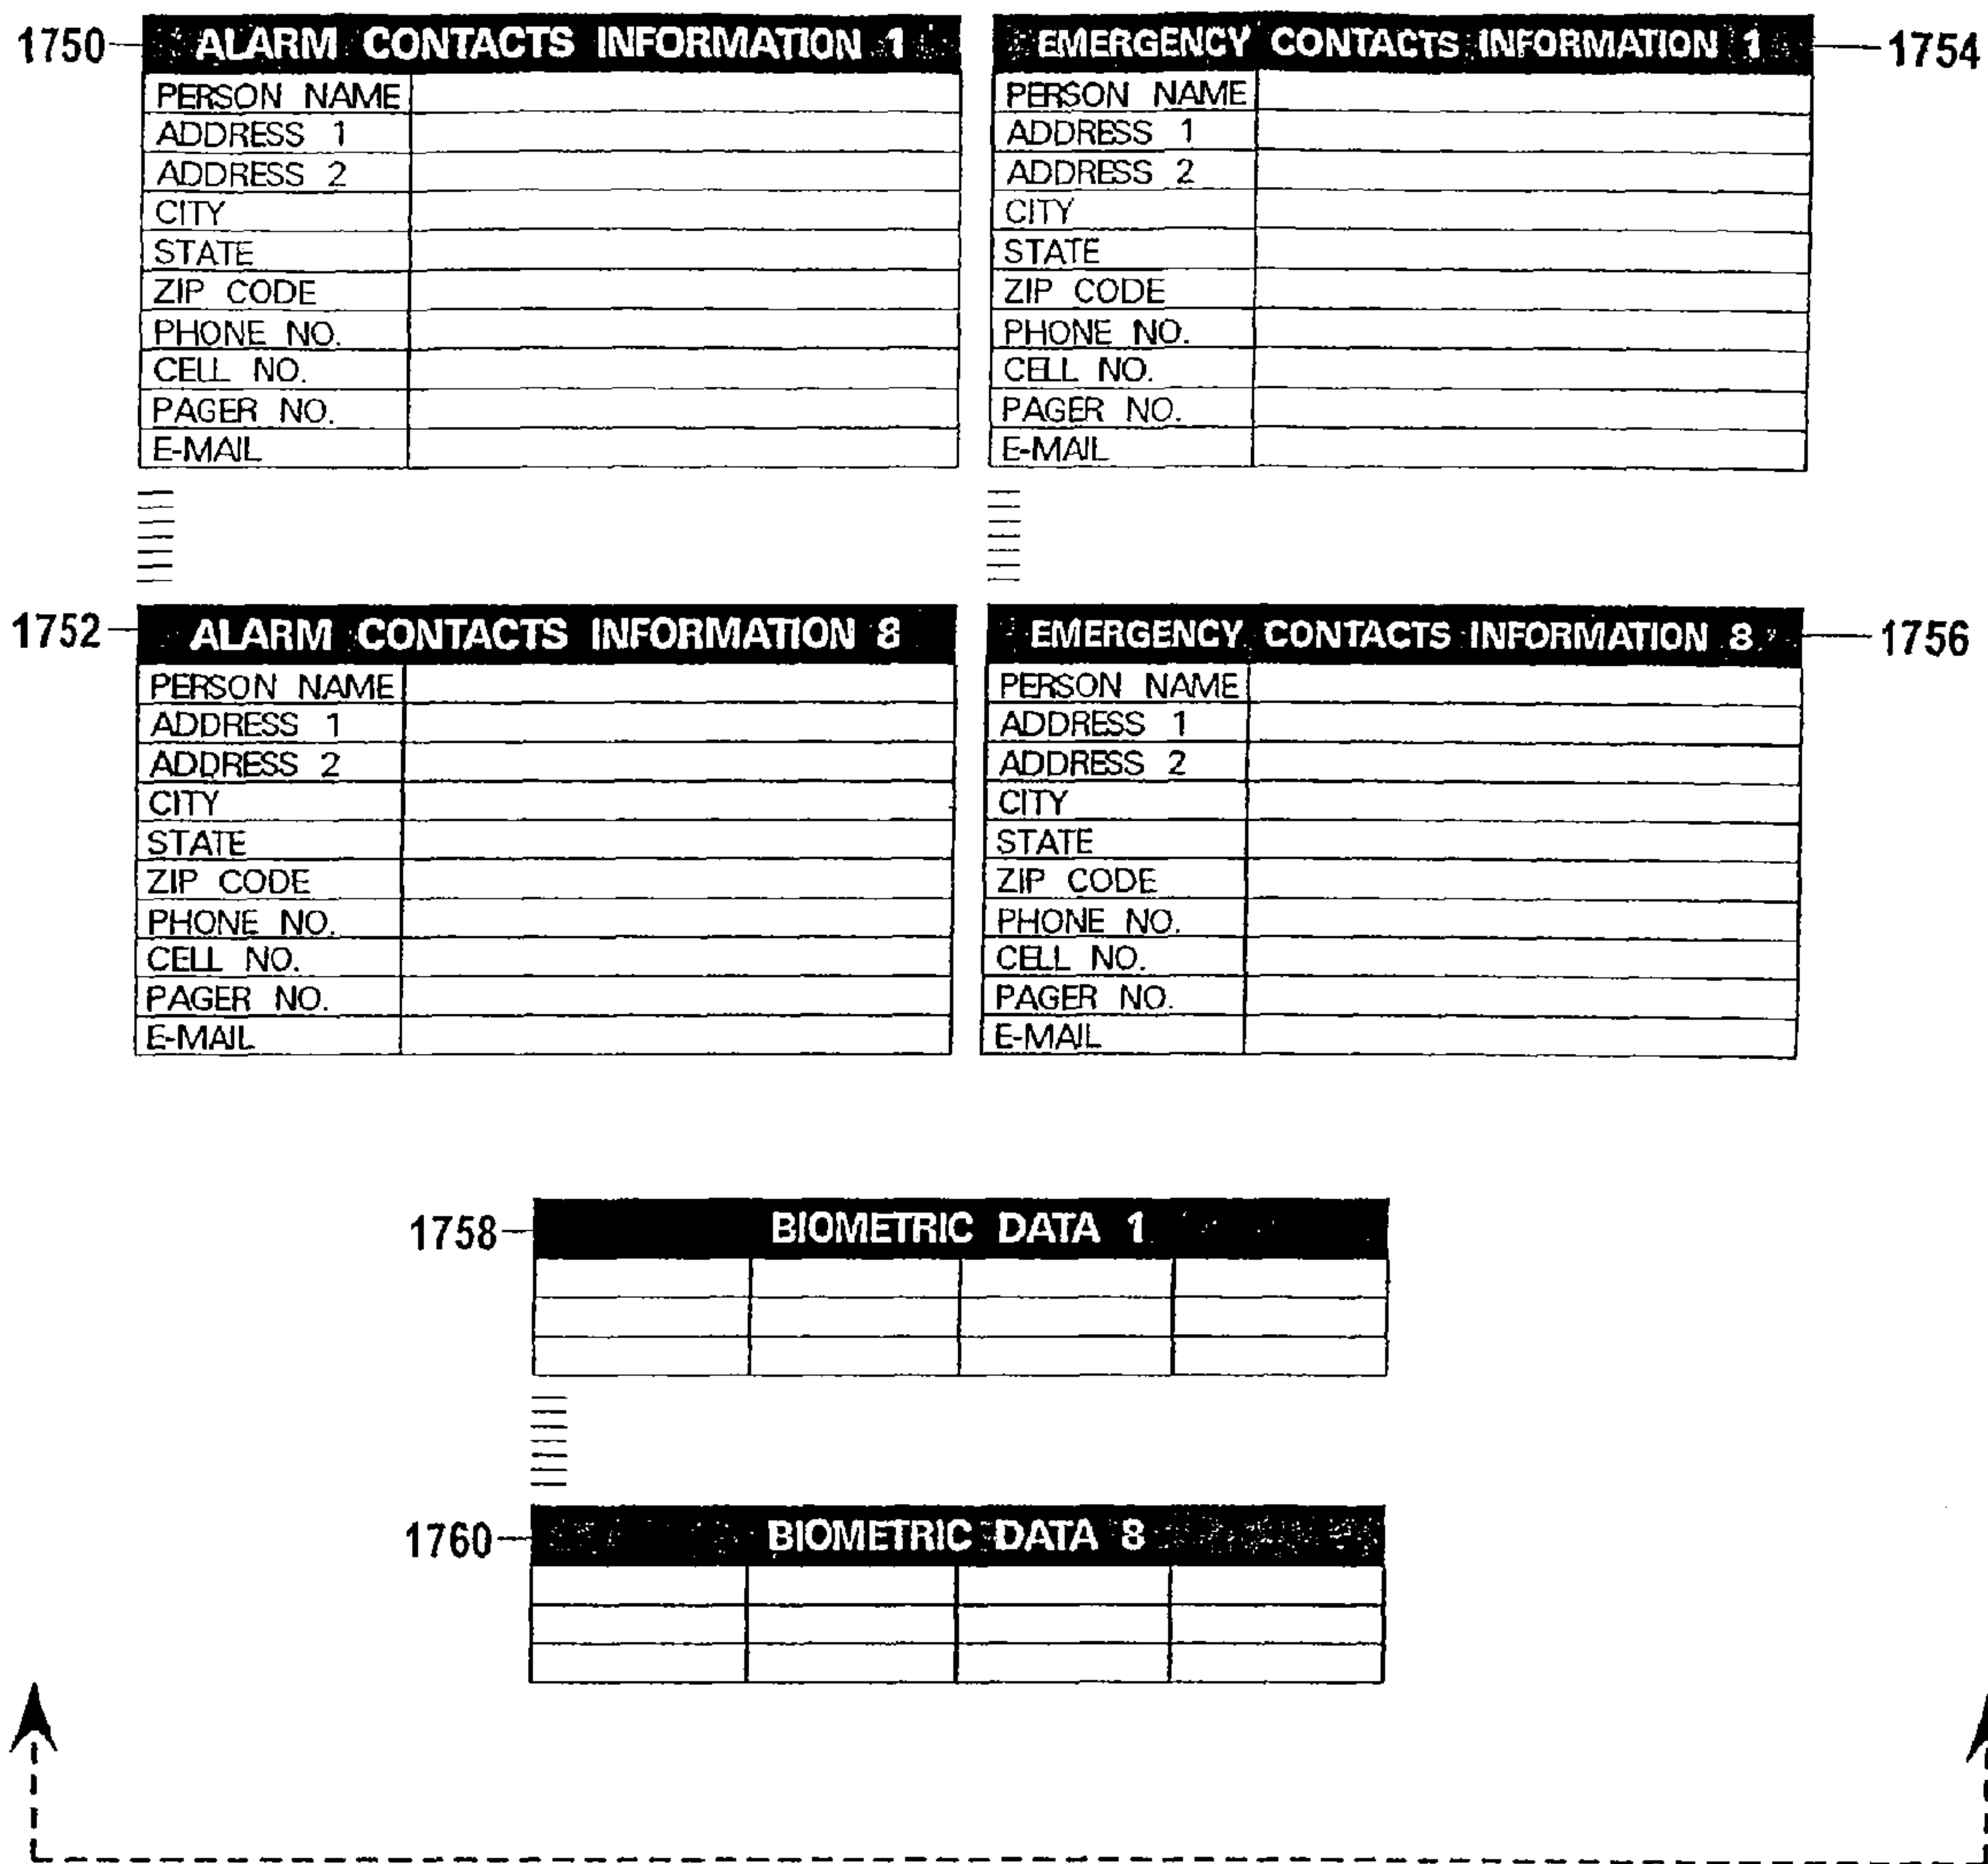 1750 ALARM CONTACTS INFORMATION 1
PERSON NAME
ADDRESS 1
ADDRESS 2
CITY
STATE
ZIP CODE
PHONE NO.
CELL NO.
PAGER NO.
E-MAIL
EMERGENCY CONTACTS INFORMATION 1 1754
PERSON NAME
ADDRESS 1
ADDRESS 2
CITY
STATE
ZIP CODE
PHONE NO.
CELL NO.
PAGER NO.
E-MAIL
1752 ALARM CONTACTS INFORMATION 8
PERSON NAME
ADDRESS 1
ADDRESS 2
CITY
STATE
ZIP CODE
PHONE NO.
CELL NO.
PAGER NO.
E-MAIL
EMERGENCY CONTACTS INFORMATION 8 1756
PERSON NAME
ADDRESS 1
ADDRESS 2
CITY
STATE
ZIP CODE
PHONE NO.
CELL NO.
PAGER NO.
E-MAIL
1758 BIOMETRIC DATA 1
1760 BIOMETRIC DATA 8